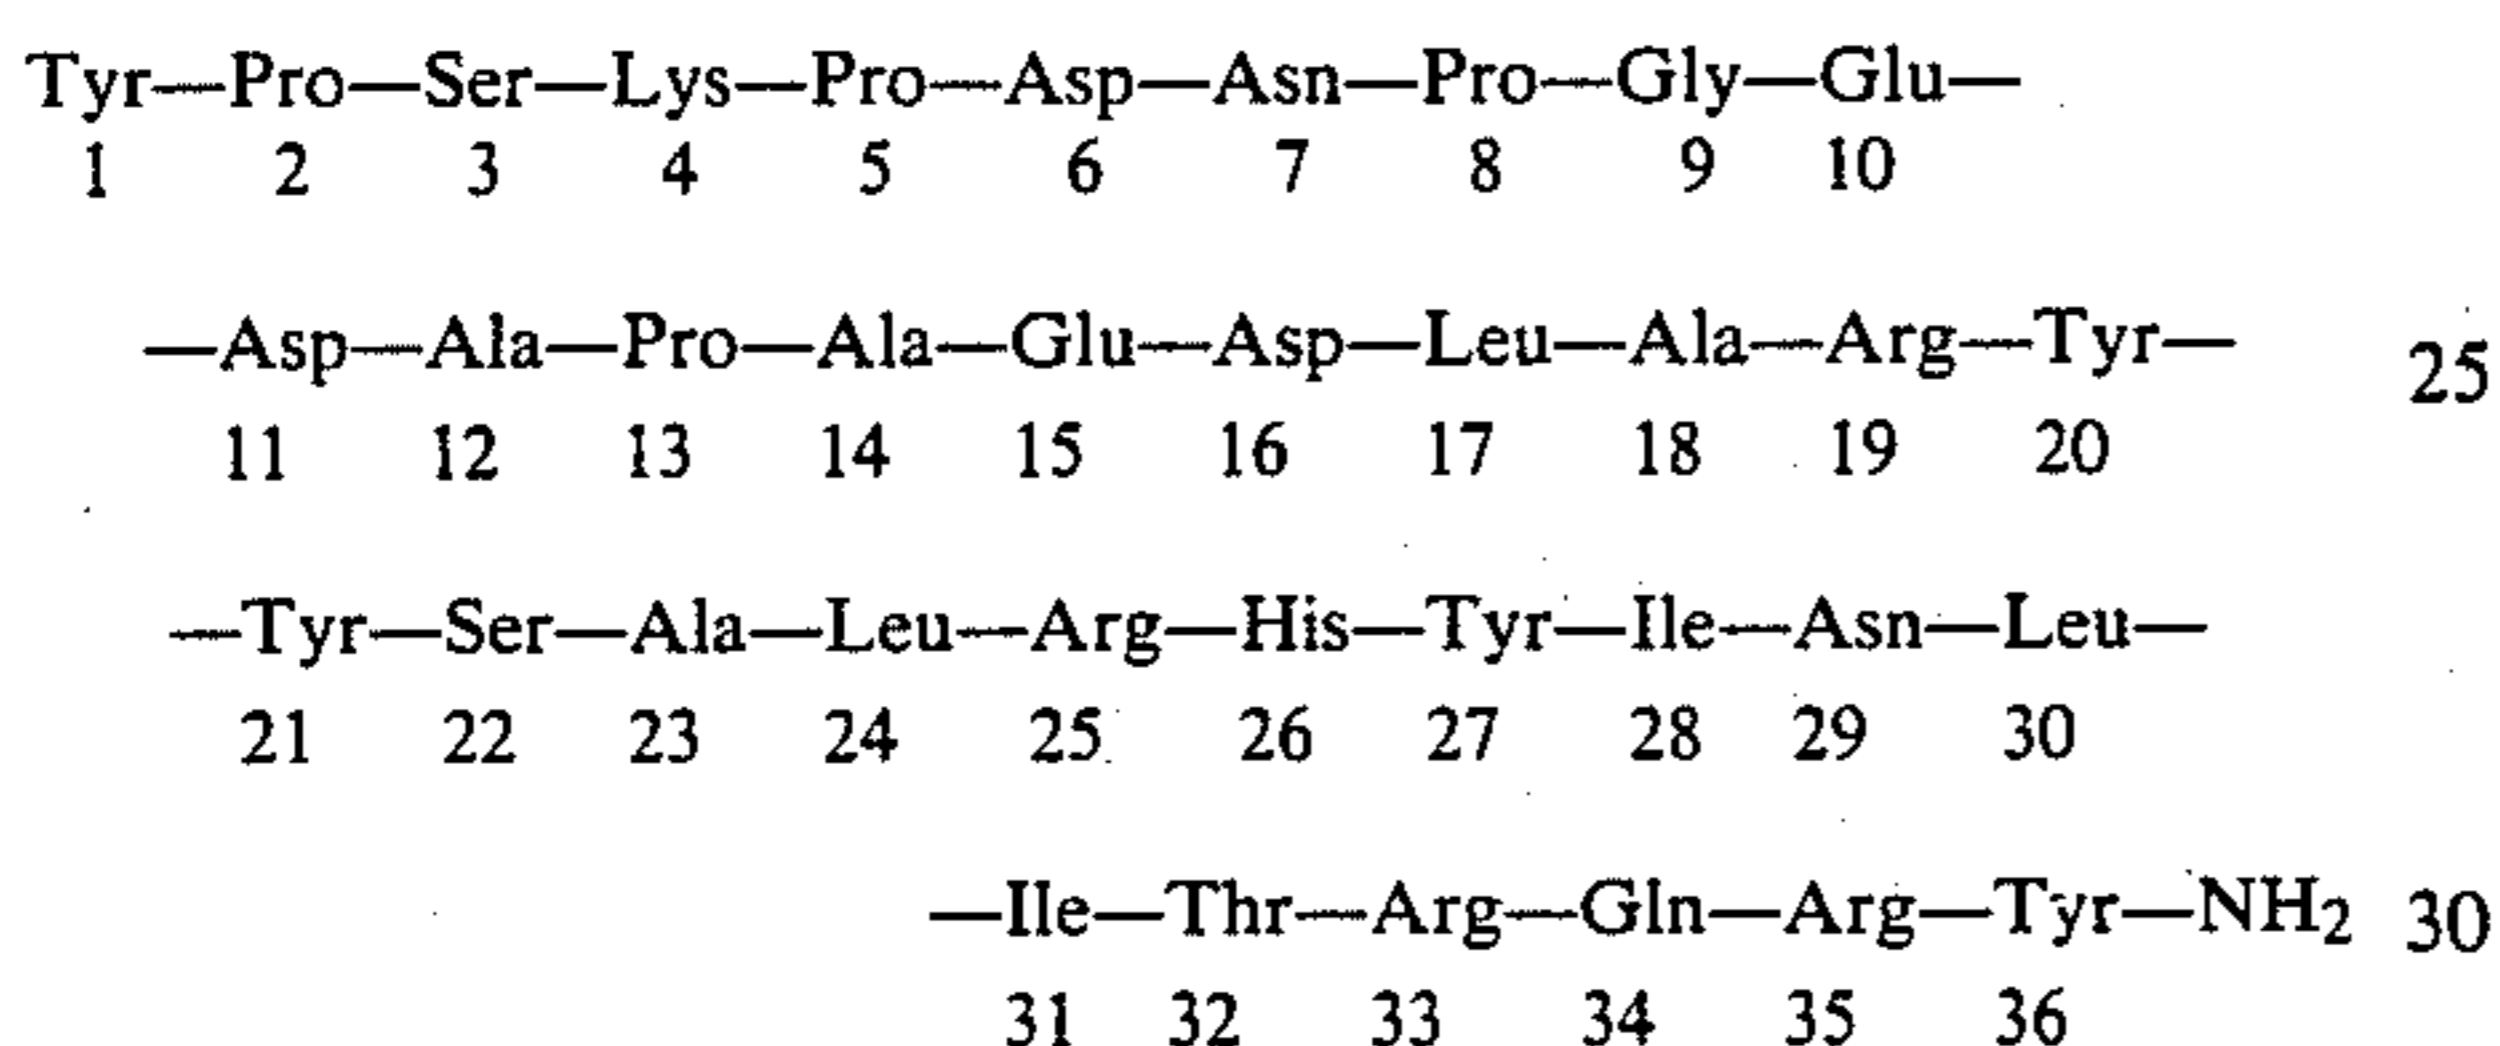 Tyr—Pro—Ser—Lys—Pro—Asp—Asn—Pro—Gly—Glu—
1 2 3 4 5 6 7 8 9 10
—Asp—Ala—Pro—Ala—Glu—Asp—Leu—Ala—Arg—Tyr— 25
11 12 13 14 15 16 17 18 19 20
—Tyr—Ser—Ala—Leu—Arg—His—Tyr—Ile—Asn—Leu—
21 22 23 24 25 26 27 28 29 30
—Ile—Thr—Arg—Gln—Arg—Tyr—NH2 30
31 32 33 34 35 36